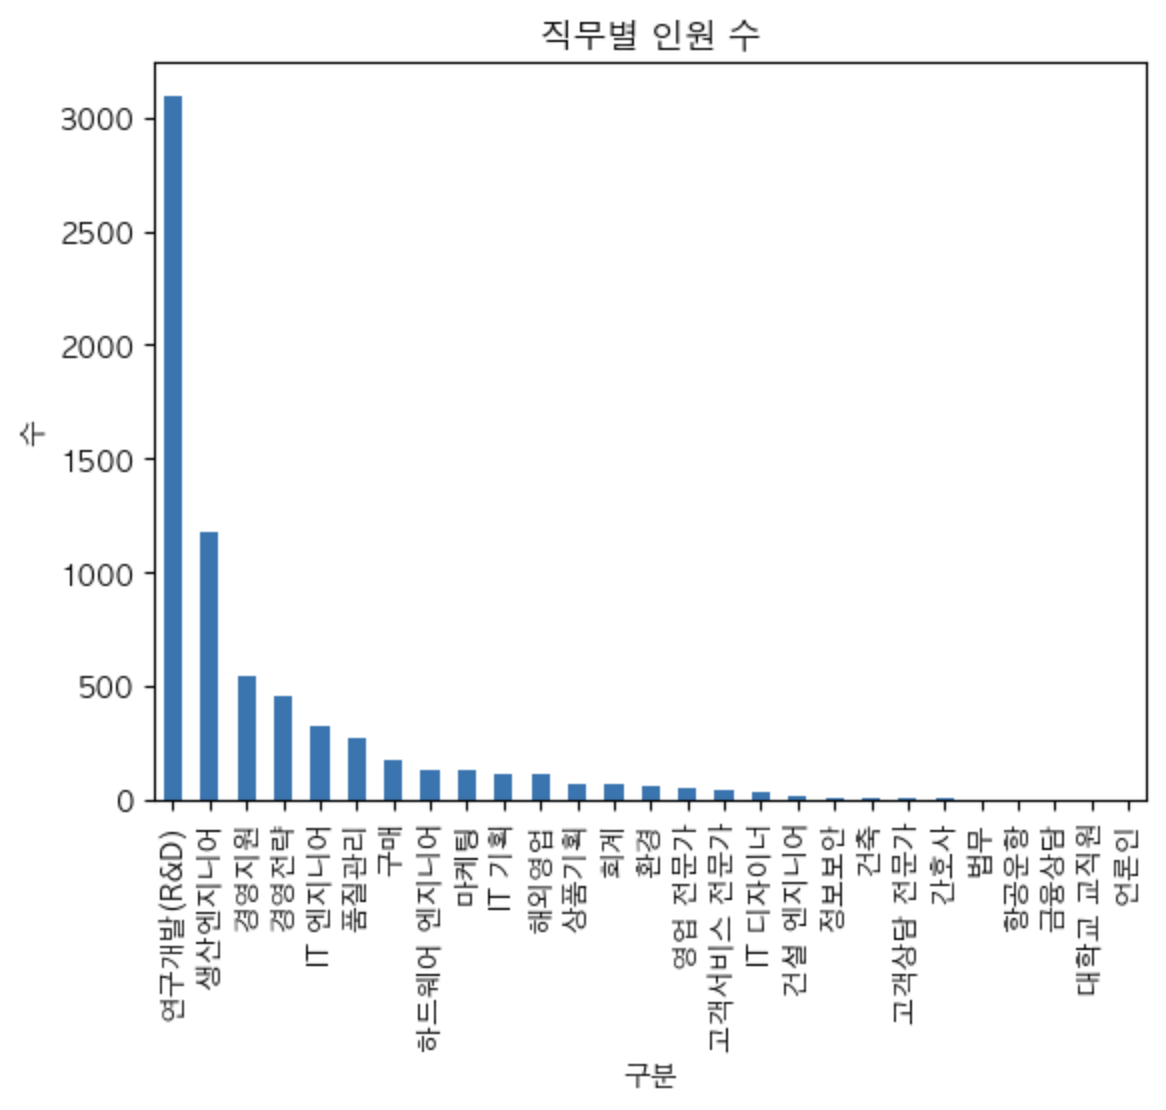 직무별 인원 수
3000
2500
2000
1500
1000
500
0
수
연구개발(R&D)
생산엔지니어
경영지원
경영전략
IT 엔지니어
품질관리
구매
하드웨어 엔지니어
마케팅
IT 기획
해외영업
상품기획
회계
환경
영업 전문가
고객서비스 전문가
IT 디자이너
건설 엔지니어
정보보안
건축
고객상담 전문가
간호사
법무
항공운항
금융상담
대학교 교직원
언론인
구분